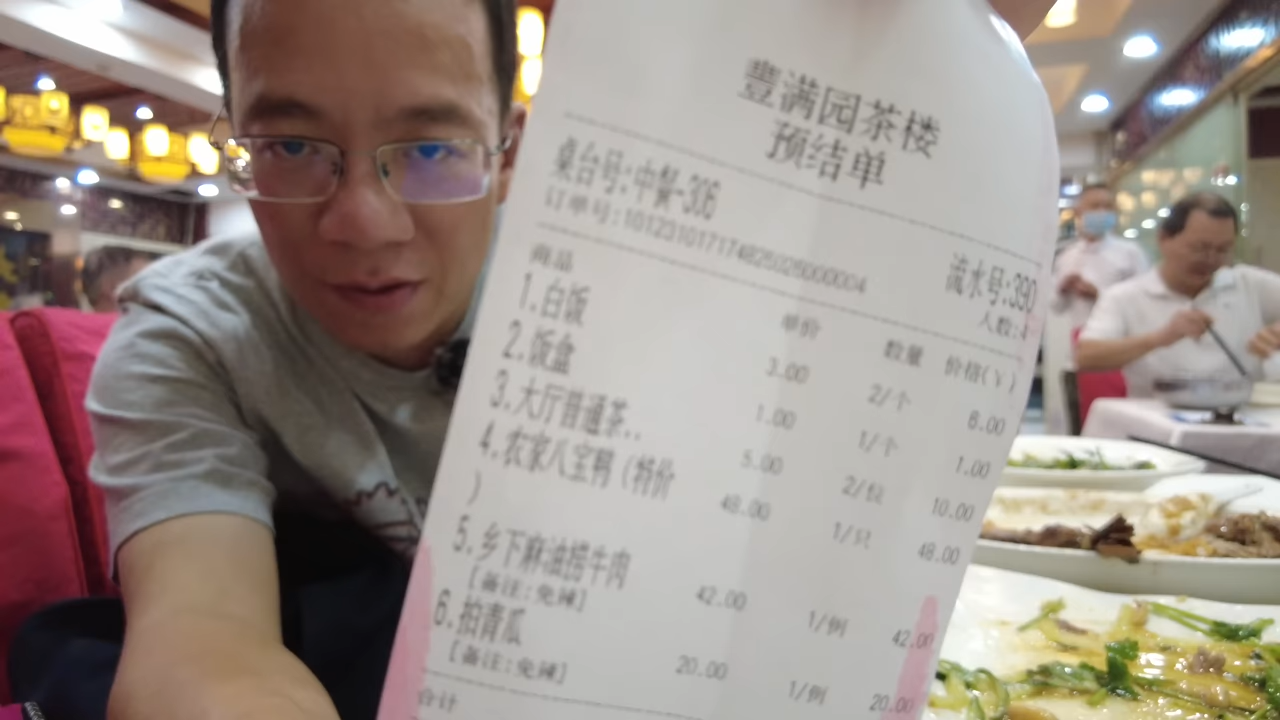 豐满园茶楼
预结单
桌台号:中餐-306
流水号:390
订单号:101231017174825025000004
人数:4
商品 单价 数量 价格(¥)
1.白饭 3.00 2/个 6.00
2.饭盒 1.00 1/个 1.00
3.大厅普通茶.. 5.00 2/位 10.00
4.农家八宝鸭(特价 48.00 1/只 48.00
)
5.乡下麻油捞牛肉 42.00 1/例 42.00
[备注:免辣]
6.拍青瓜 20.00 1/例 20.00
[备注:免辣]
合计